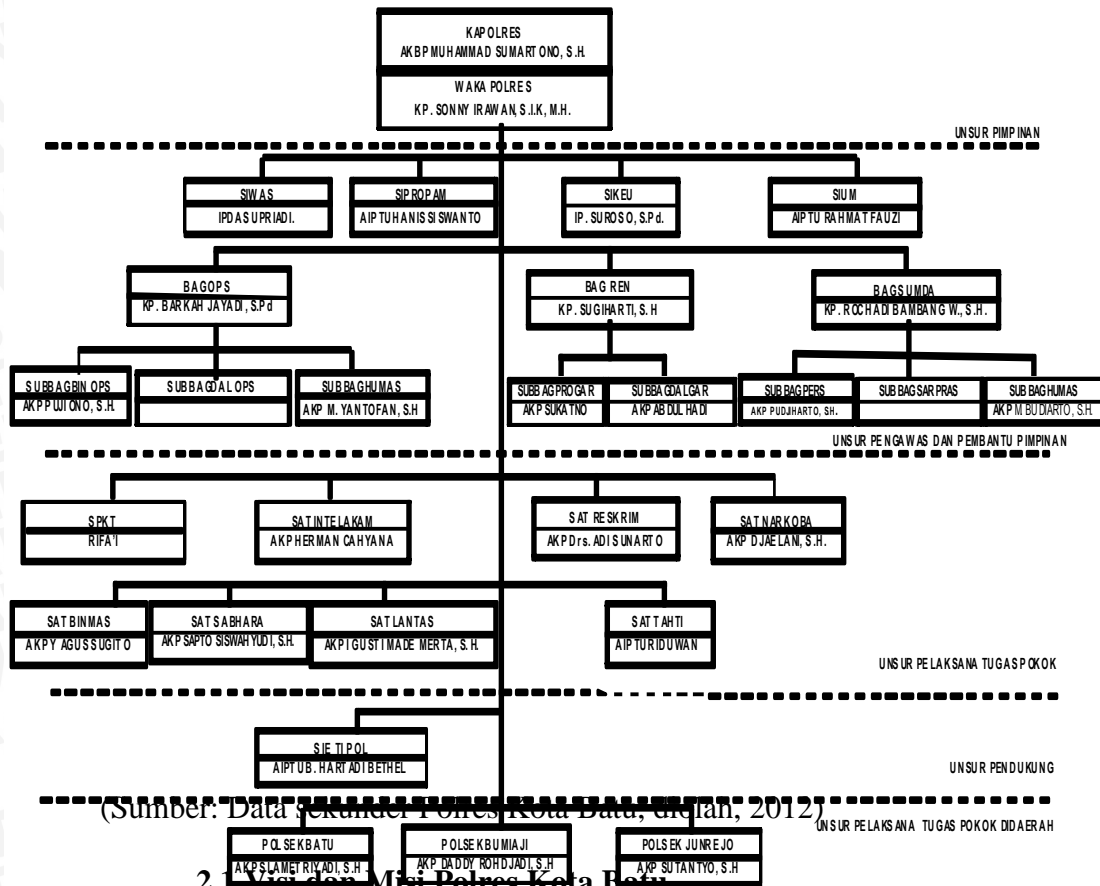 KAPOLRES
AKBP MUHAMMAD SUMARTONO, S.H.
WAKA POLRES
KP. SONNY IRAWAN, S.I.K, M.H.
UNSUR PIMPINAN
SIWAS
IPDA SUPRIADI.
SIPROPAM
AIPTU HANIS SISWANTO
SIKEU
IP. SUROSO, S.Pd.
SIUM
AIPTU RAHMAT FAUZI
BAGOPS
KP. BARKAH JAYADI, S.Pd
BAG REN
KP. SUGIHARTI, S. H
BAGSUMDA
KP. ROCHADI BAMBANG W., S.H.
SUBBAGBIN OPS
AKP PUJIONO, S.H.
SUBBAGDAL OPS
SUBBAGHUMAS
AKP M. YANTOFAN, S.H
SUBBAGPROGAR
AKP SUKATNO
SUBBAGDALGAR
AKP ABDUL HADI
SUBBAGPERS
AKP PUDJIHARTO, SH.
SUBBAGSARPRAS
SUBBAGHUMAS
AKP M BUDIARTO, S.H.
UNSUR PENGAWAS DAN PEMBANTU PIMPINAN
SPKT
RIFA'I
SAT INTELAKAM
AKP HERMAN CAHYANA
SAT RESKRIM
AKP Drs. ADI SUNARTO
SAT NARKOBA
AKP DJAELANI, S.H.
SAT BINMAS
AKP Y AGUS SUGITO
SAT SABHARA
AKP SAPTO SISWAHYUDI, S.H.
SAT LANTAS
AKP I GUSTI MADE MERTA, S. H.
SAT TAHTI
AIPTU RIDUWAN
UNSUR PELAKSANA TUGAS POKOK
SIE TIPOL
AIPTU B. HARTADI BETHEL
UNSUR PENDUKUNG
(Sumber: Data sekunder Polres Kota Batu, diolah, 2012)
UNSUR PELAKSANA TUGAS POKOK DIDAERAH
POLSEK BATU
AKP SLAMET RIYADI, S.H
POLSEK BUMIAJI
AKP DADDY ROHDJADI, S.H
POLSEK JUNREJO
AKP SUTANTYO, S.H
2.1 Visi dan Misi Polres Kota Batu